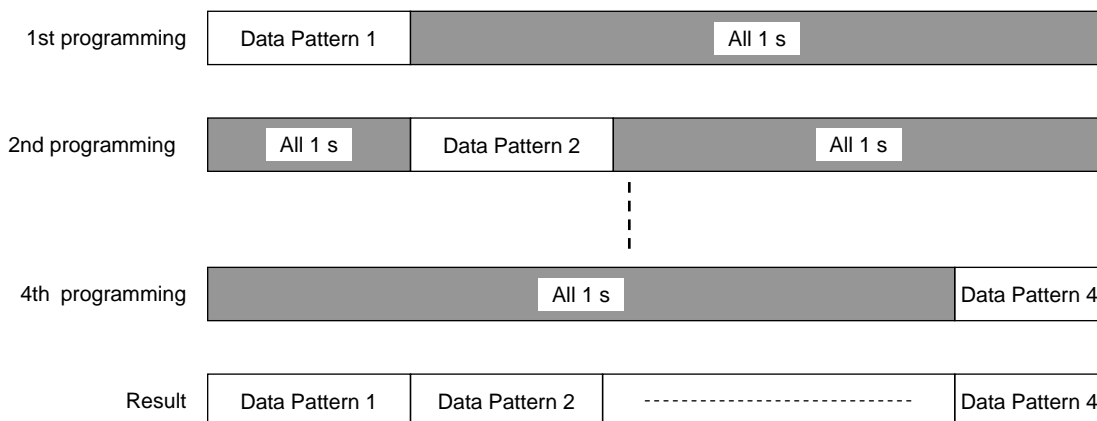 1st programming Data Pattern 1 All 1 s
2nd programming All 1 s Data Pattern 2 All 1 s
4th programming All 1 s Data Pattern 4
Result Data Pattern 1 Data Pattern 2 Data Pattern 4